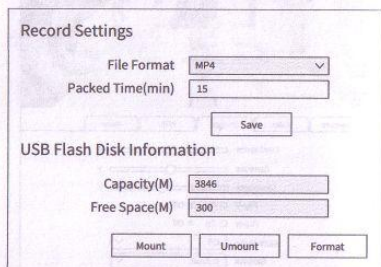 Record Settings
File Format MP4
Packed Time(min) 15
Save
USB Flash Disk Information
Capacity(M) 3846
Free Space(M) 300
Mount Umount Format